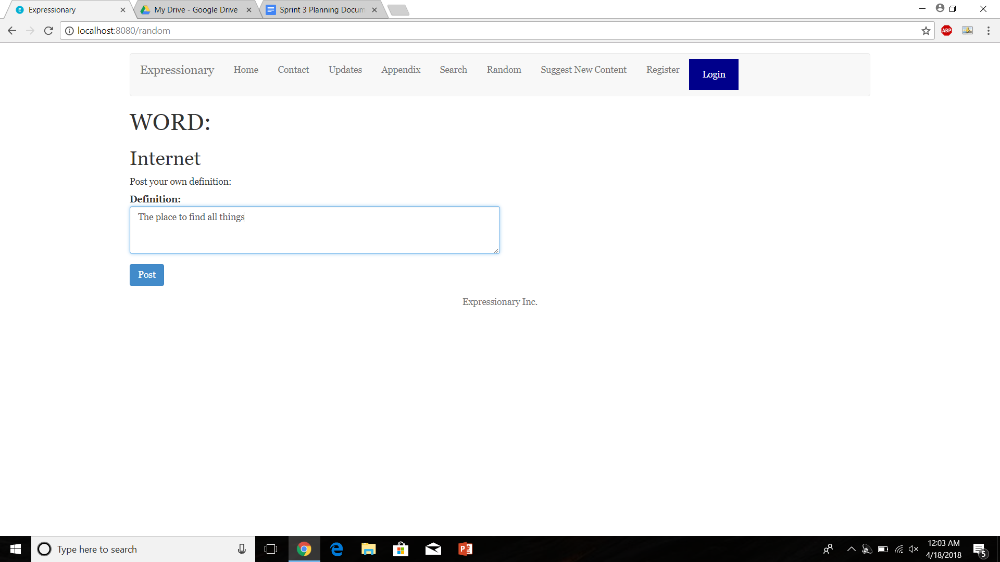 Expressionary
My Drive - Google Drive
Sprint 3 Planning Docum
localhost:8080/random
ABP
Expressionary Home Contact Updates Appendix Search Random Suggest New Content Register Login
WORD:
Internet
Post your own definition:
Definition:
The place to find all things
Post
Expressionary Inc.
Type here to search
12:03 AM
4/18/2018
5